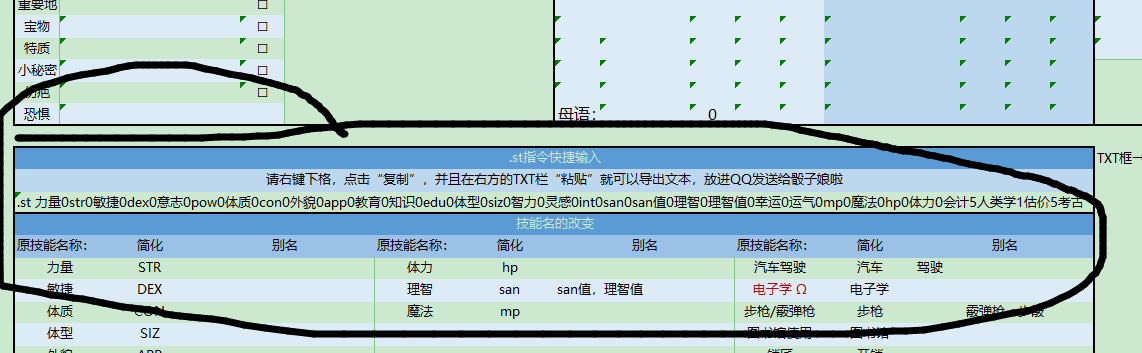 重要地 □
宝物 □
特质 □
小秘密 □
□
恐惧
母语： 0
.st指令快捷输入
TXT框→
请右键下格，点击“复制”，并且在右方的TXT栏“粘贴”就可以导出文本，放进QQ发送给骰子娘啦
.st 力量0str0敏捷0dex0意志0pow0体质0con0外貌0app0教育0知识0edu0体型0siz0智力0灵感0int0san0san值0理智0理智值0幸运0运气0mp0魔法0hp0体力0会计5人类学1估价5考古
技能名的改变
原技能名称： 简化 别名 原技能名称： 简化 别名 原技能名称： 简化 别名
力量 STR 体力 hp 汽车驾驶 汽车 驾驶
敏捷 DEX 理智 san san值，理智值 电子学 Ω 电子学
体质 CON 魔法 mp 步枪/霰弹枪 步枪 霰弹枪
体型 SIZ 图书馆使用 图书馆